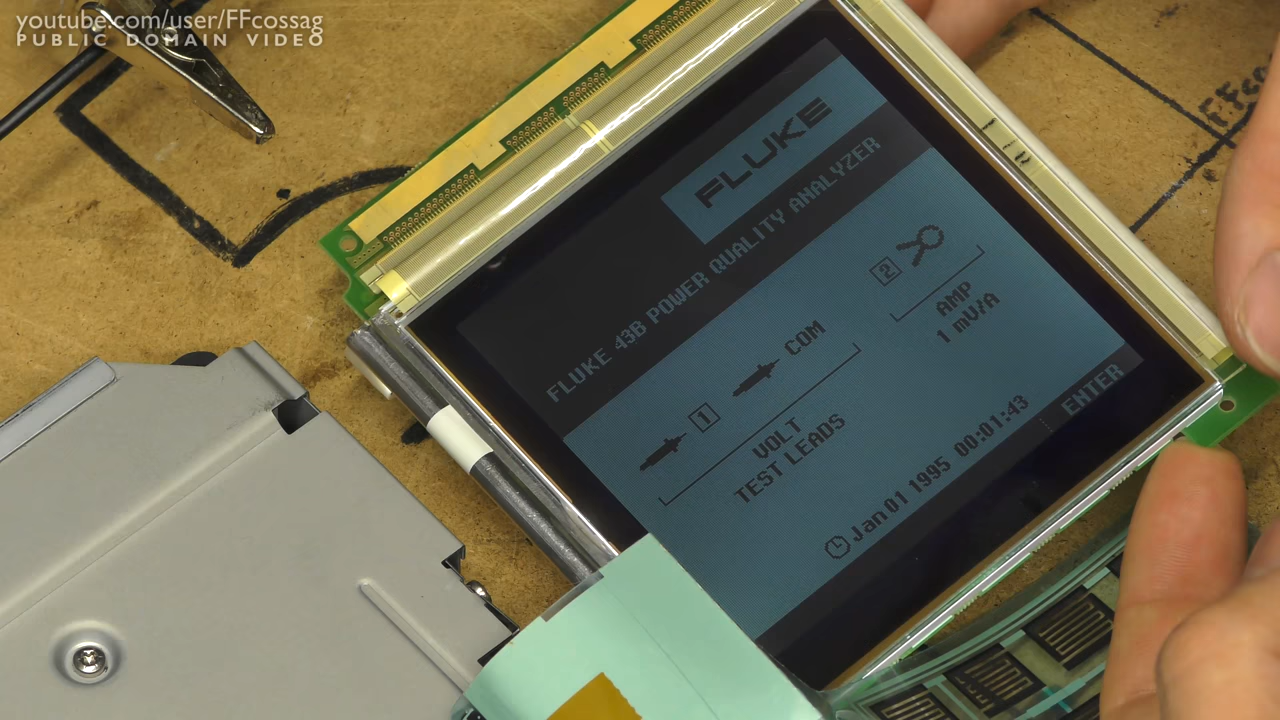 youtube.com/user/FFcossag
PUBLIC DOMAIN VIDEO
FLUKE
FLUKE 43B POWER QUALITY ANALYZER
1
COM
VOLT
TEST LEADS
2
AMP
1 mV/A
Jan 01 1995 00:01:43
ENTER